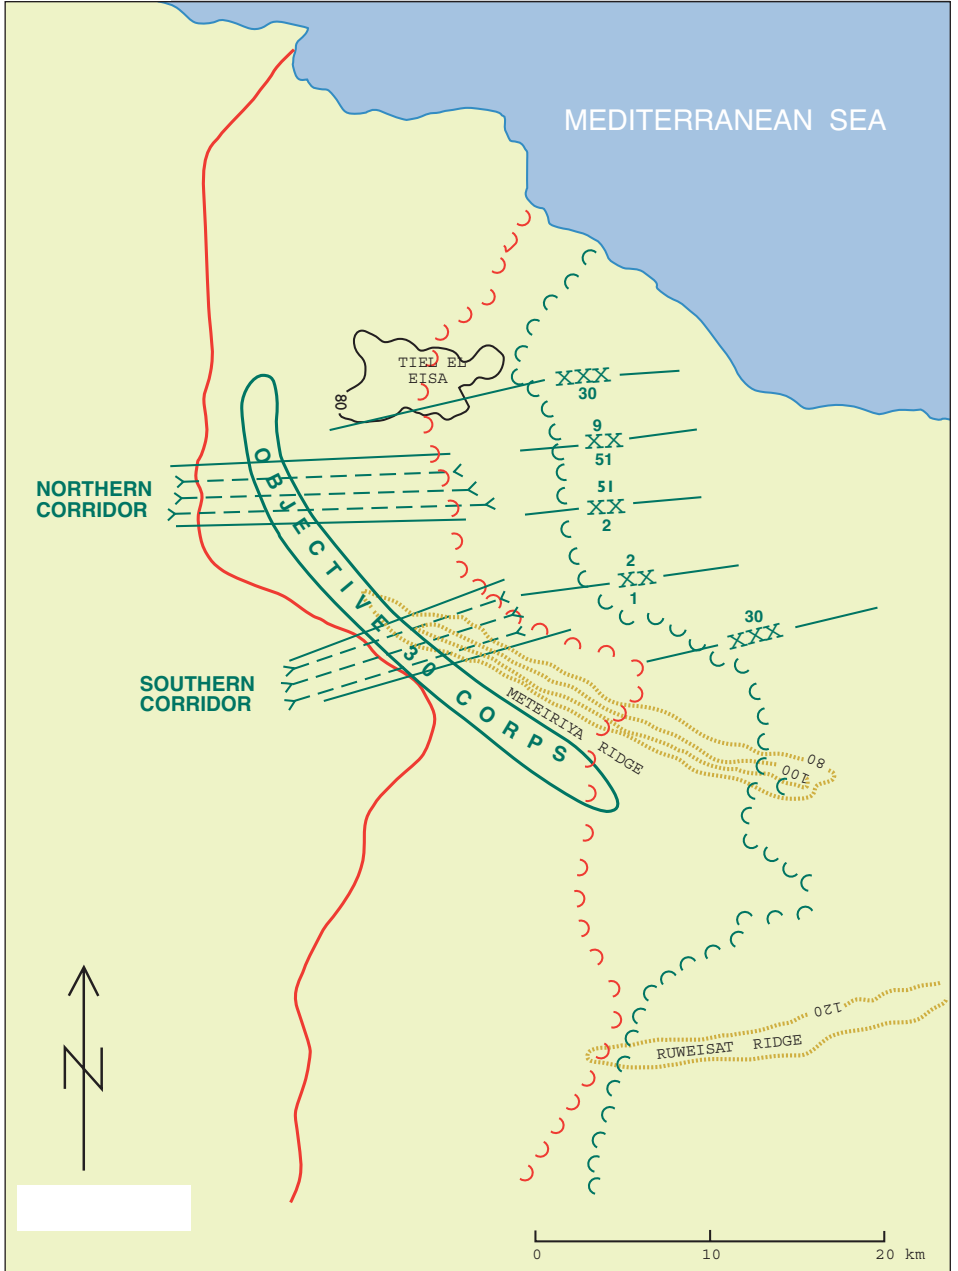 MEDITERRANEAN SEA
TIEL EL
EISA
80
XXX
30
9
XX
51
NORTHERN
CORRIDOR
51
XX
2
2
XX
1
30
XXX
OBJECTIVE 30 CORPS
SOUTHERN
CORRIDOR
METEIRIYA RIDGE
80
100
120
RUWEISAT RIDGE
N
0 10 20 km